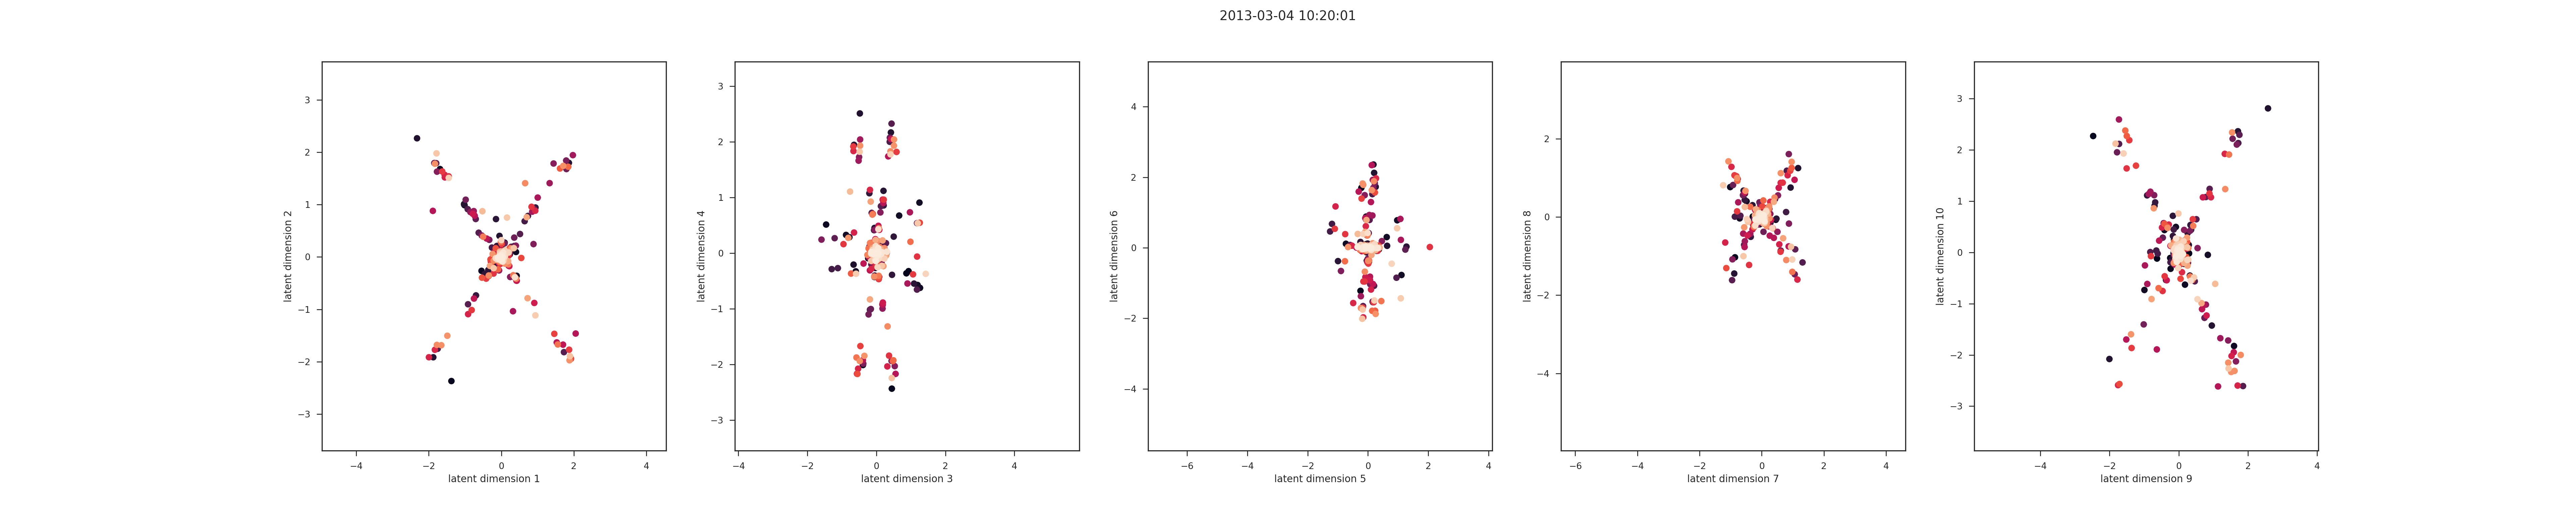 2013-03-04 10:20:01
latent dimension 2
3
2
1
0
−1
−2
−3
−4 −2 0 2 4
latent dimension 1
latent dimension 4
3
2
1
0
−1
−2
−3
−4 −2 0 2 4
latent dimension 3
latent dimension 6
4
2
0
−2
−4
−6 −4 −2 0 2 4
latent dimension 5
latent dimension 8
2
0
−2
−4
−6 −4 −2 0 2 4
latent dimension 7
latent dimension 10
3
2
1
0
−1
−2
−3
−4 −2 0 2 4
latent dimension 9